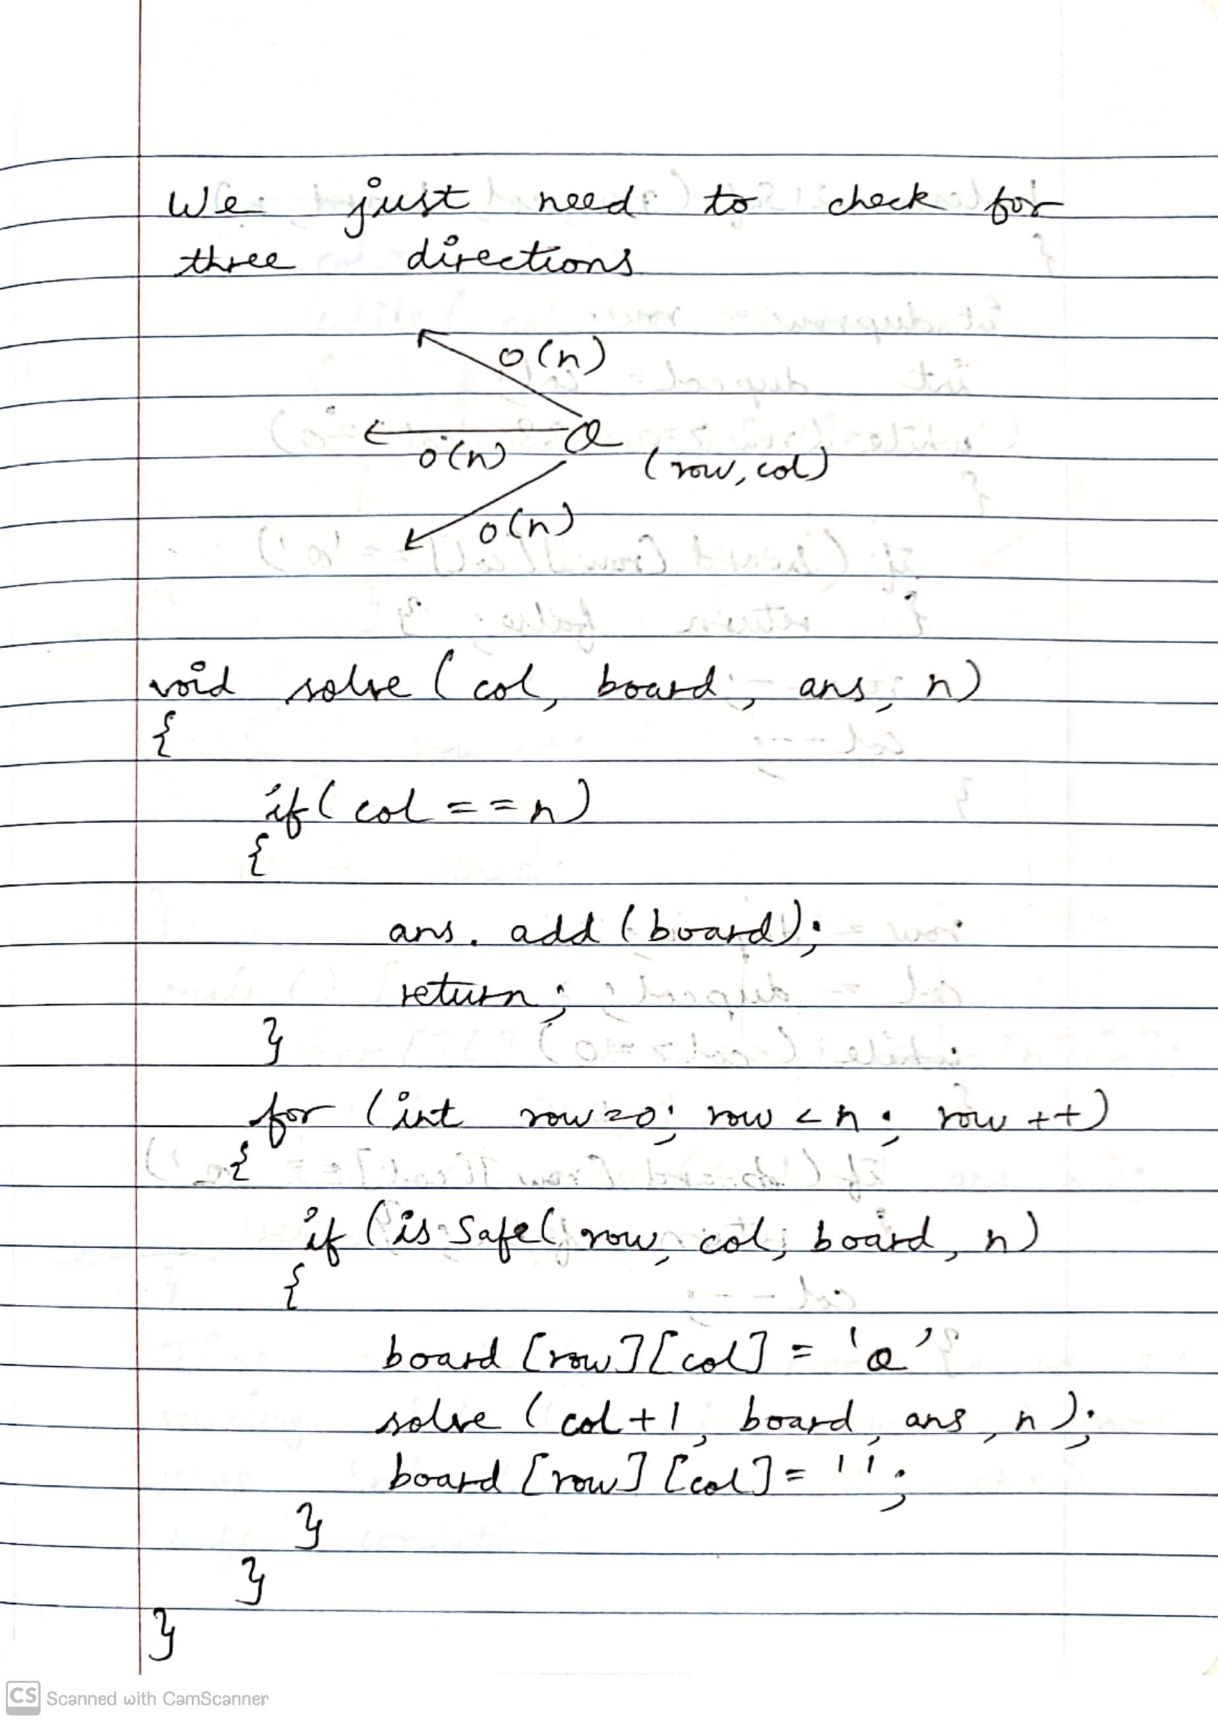 We just need to check for
three directions
O(n)
Q
O(n)
(row, col)
O(n)
void solve (col, board, ans, n)
{
if (col == n)
{
ans. add (board);
return;
}
for (int row=0; row < n; row ++)
{
if (isSafe( row, col, board, n)
{
board [row][col] = 'Q'
solve (col+1, board, ans, n);
board [row][col] = ' ';
}
}
}
CS Scanned with CamScanner